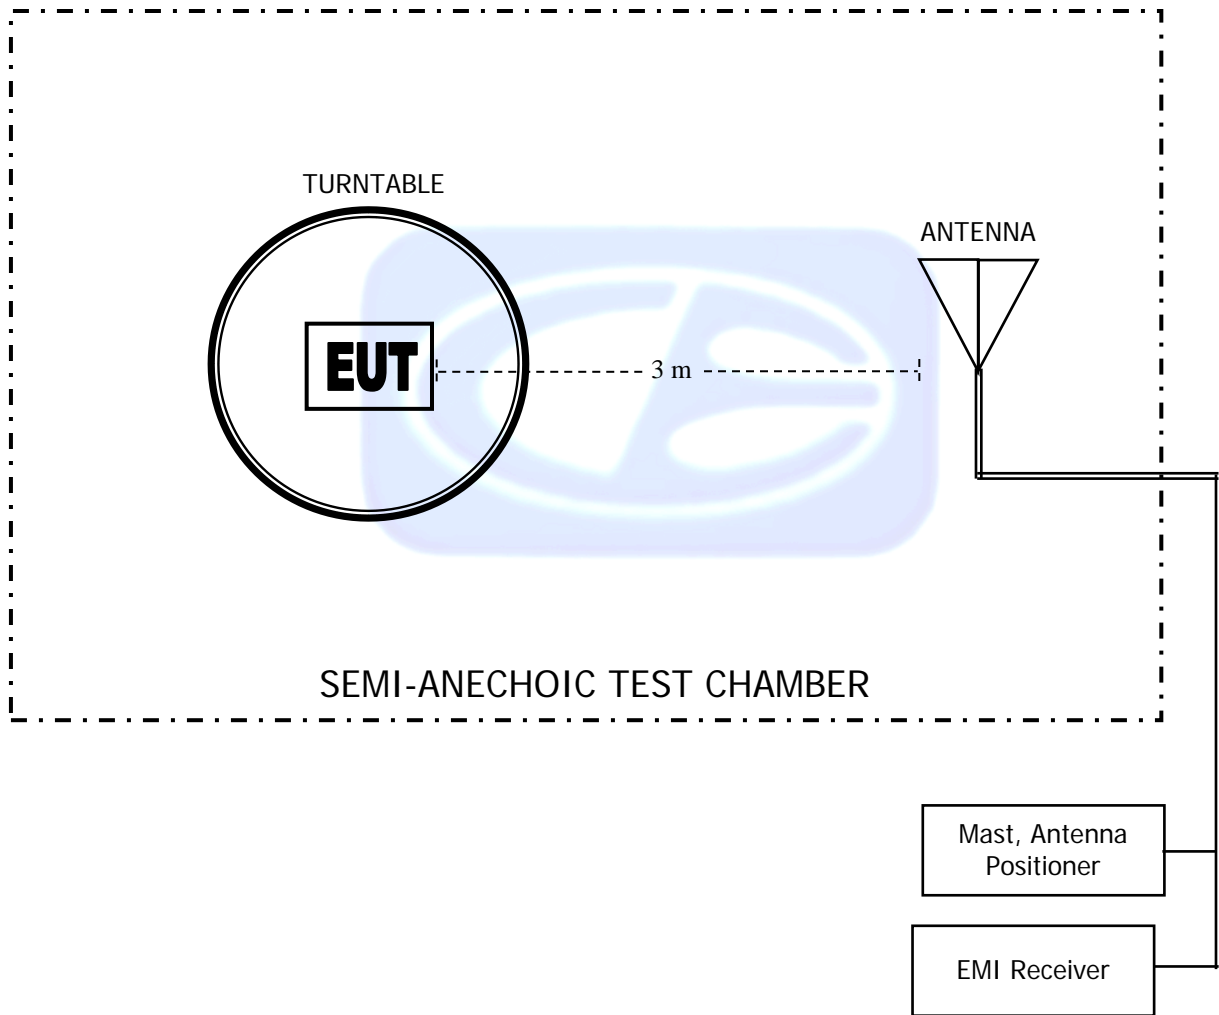 TURNTABLE
ANTENNA
EUT
3 m
SEMI-ANECHOIC TEST CHAMBER
Mast, Antenna
Positioner
EMI Receiver